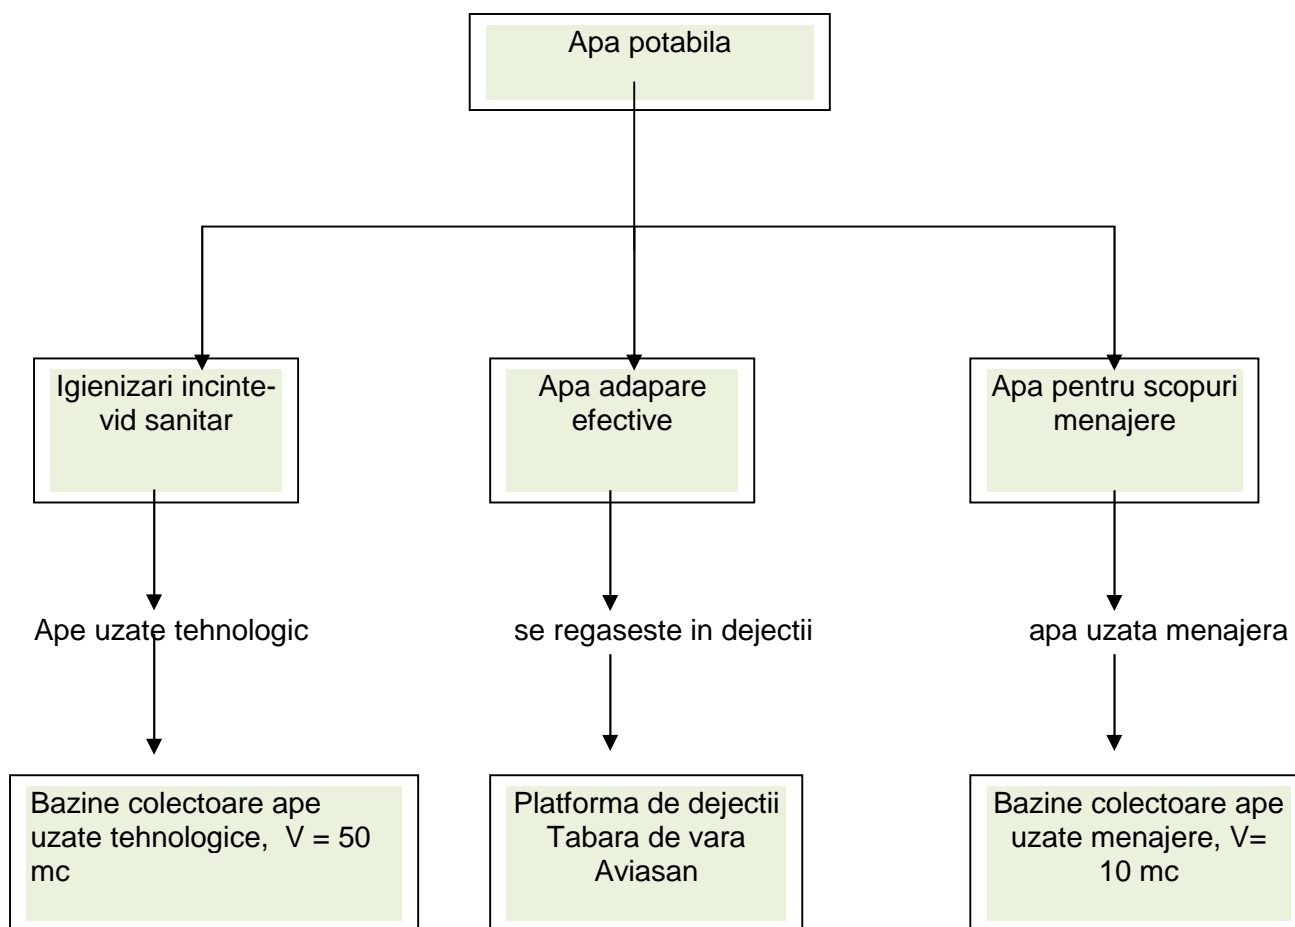 Apa potabila
Igienizari incinte-
vid sanitar
Apa adapare
efective
Apa pentru scopuri
menajere
Ape uzate tehnologic
se regaseste in dejectii
apa uzata menajera
Bazine colectoare ape
uzate tehnologice,  V = 50
mc
Platforma de dejectii
Tabara de vara
Aviasan
Bazine colectoare ape
uzate menajere, V=
10 mc